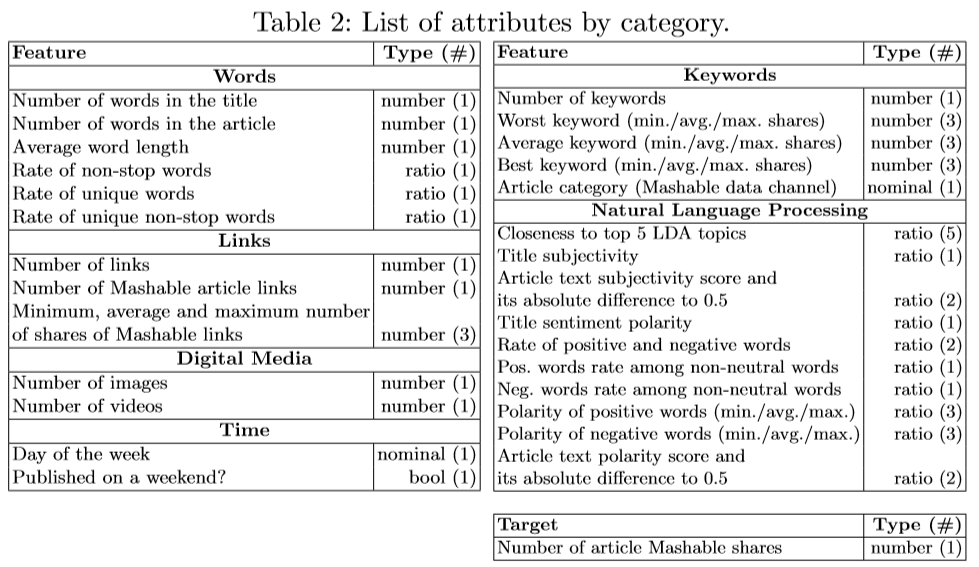 Table 2: List of attributes by category.
Feature Type (#)
Words
Number of words in the title number (1)
Number of words in the article number (1)
Average word length number (1)
Rate of non-stop words ratio (1)
Rate of unique words ratio (1)
Rate of unique non-stop words ratio (1)
Links
Number of links number (1)
Number of Mashable article links number (1)
Minimum, average and maximum number
of shares of Mashable links number (3)
Digital Media
Number of images number (1)
Number of videos number (1)
Time
Day of the week nominal (1)
Published on a weekend? bool (1)
Feature Type (#)
Keywords
Number of keywords number (1)
Worst keyword (min./avg./max. shares) number (3)
Average keyword (min./avg./max. shares) number (3)
Best keyword (min./avg./max. shares) number (3)
Article category (Mashable data channel) nominal (1)
Natural Language Processing
Closeness to top 5 LDA topics ratio (5)
Title subjectivity ratio (1)
Article text subjectivity score and
its absolute difference to 0.5 ratio (2)
Title sentiment polarity ratio (1)
Rate of positive and negative words ratio (2)
Pos. words rate among non-neutral words ratio (1)
Neg. words rate among non-neutral words ratio (1)
Polarity of positive words (min./avg./max.) ratio (3)
Polarity of negative words (min./avg./max.) ratio (3)
Article text polarity score and
its absolute difference to 0.5 ratio (2)
Target Type (#)
Number of article Mashable shares number (1)